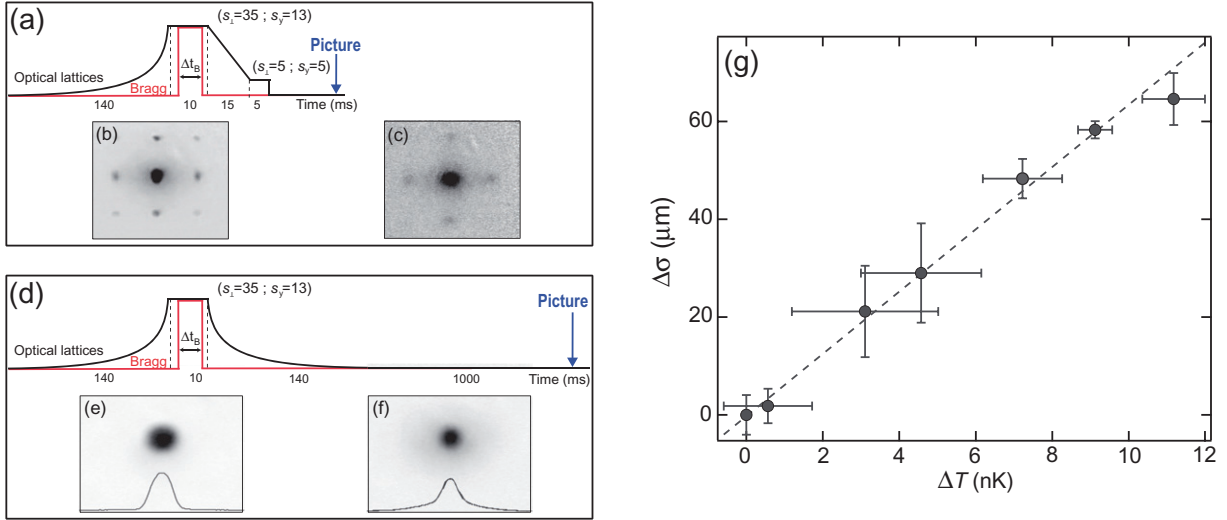 (a)
(s⊥=35 ; sy=13)
Picture
(s⊥=5 ; sy=5)
Optical lattices
Bragg
ΔtB
140
10
15
5
Time (ms)
(b)
(c)
(d)
(s⊥=35 ; sy=13)
Picture
Optical lattices
Bragg
ΔtB
140
10
140
1000
Time (ms)
(e)
(f)
(g)
Δσ (μm)
60
40
20
0
0 2 4 6 8 10 12
ΔT (nK)